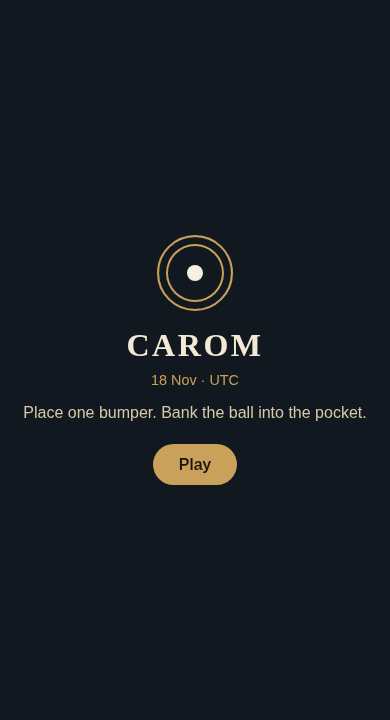 CAROM
18 Nov · UTC
Place one bumper. Bank the ball into the pocket.
Play